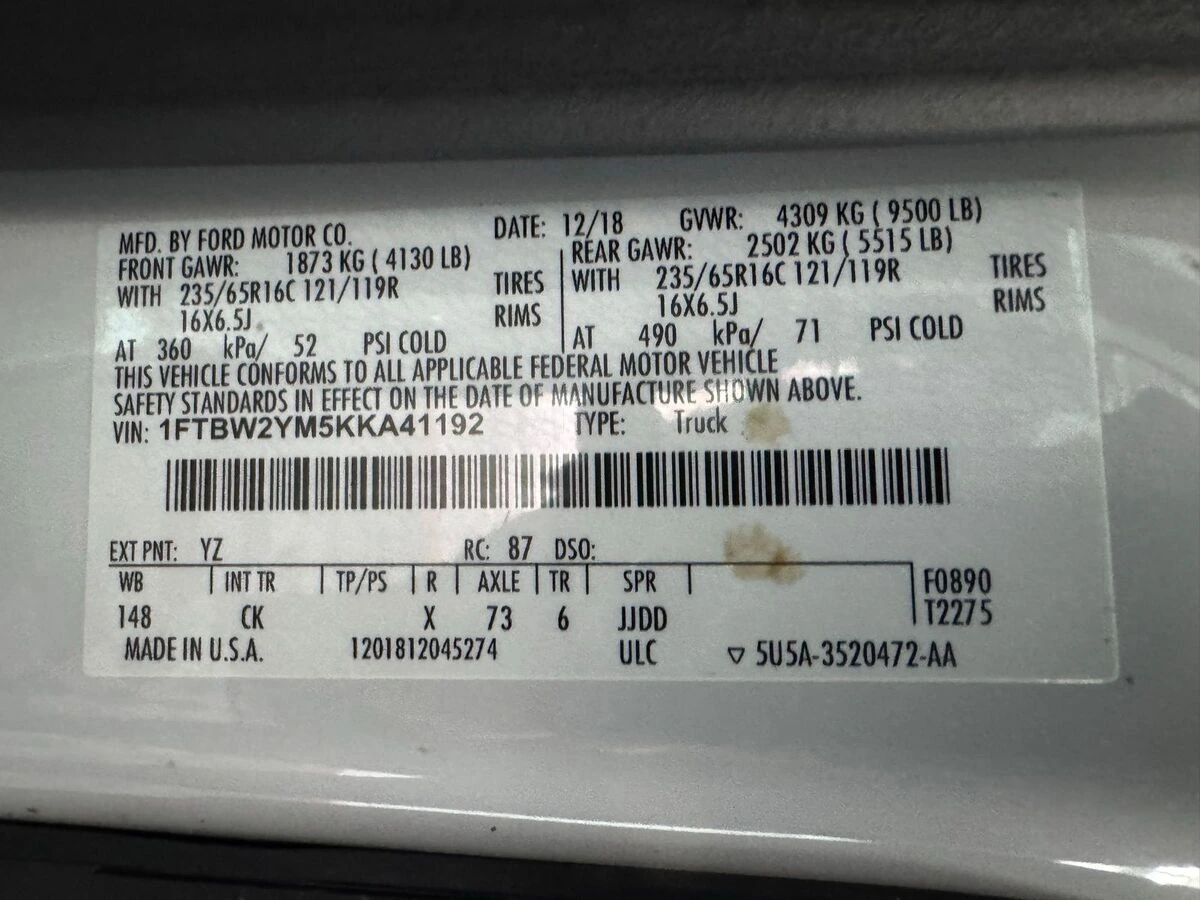 MFD. BY FORD MOTOR CO. DATE: 12/18 GVWR: 4309 KG ( 9500 LB)
FRONT GAWR: 1873 KG ( 4130 LB) REAR GAWR: 2502 KG ( 5515 LB)
WITH 235/65R16C 121/119R TIRES WITH 235/65R16C 121/119R TIRES
16X6.5J RIMS 16X6.5J RIMS
AT 360 kPa/ 52 PSI COLD AT 490 kPa/ 71 PSI COLD
THIS VEHICLE CONFORMS TO ALL APPLICABLE FEDERAL MOTOR VEHICLE
SAFETY STANDARDS IN EFFECT ON THE DATE OF MANUFACTURE SHOWN ABOVE.
VIN: 1FTBW2YM5KKA41192 TYPE: Truck
EXT PNT: YZ RC: 87 DSO:
WB INT TR TP/PS R AXLE TR SPR F0890
148 CK X 73 6 JJDD T2275
MADE IN U.S.A. 1201812045274 ULC ▽ 5U5A-3520472-AA